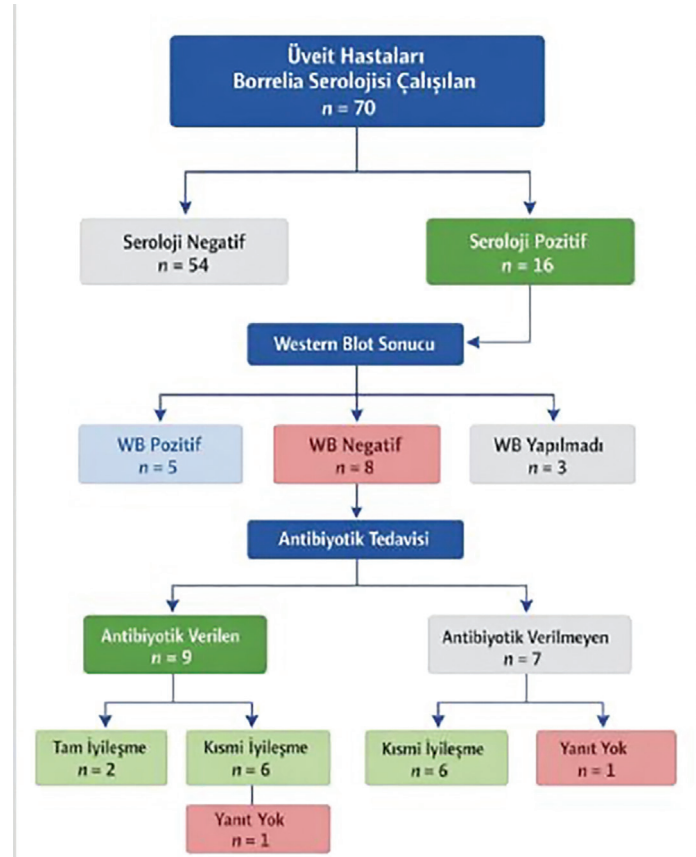 Üveit Hastaları
Borrelia Serolojisi Çalışılan
n = 70
Seroloji Negatif
n = 54
Seroloji Pozitif
n = 16
Western Blot Sonucu
WB Pozitif
n = 5
WB Negatif
n = 8
WB Yapılmadı
n = 3
Antibiyotik Tedavisi
Antibiyotik Verilen
n = 9
Antibiyotik Verilmeyen
n = 7
Tam İyileşme
n = 2
Kısmi İyileşme
n = 6
Kısmi İyileşme
n = 6
Yanıt Yok
n = 1
Yanıt Yok
n = 1